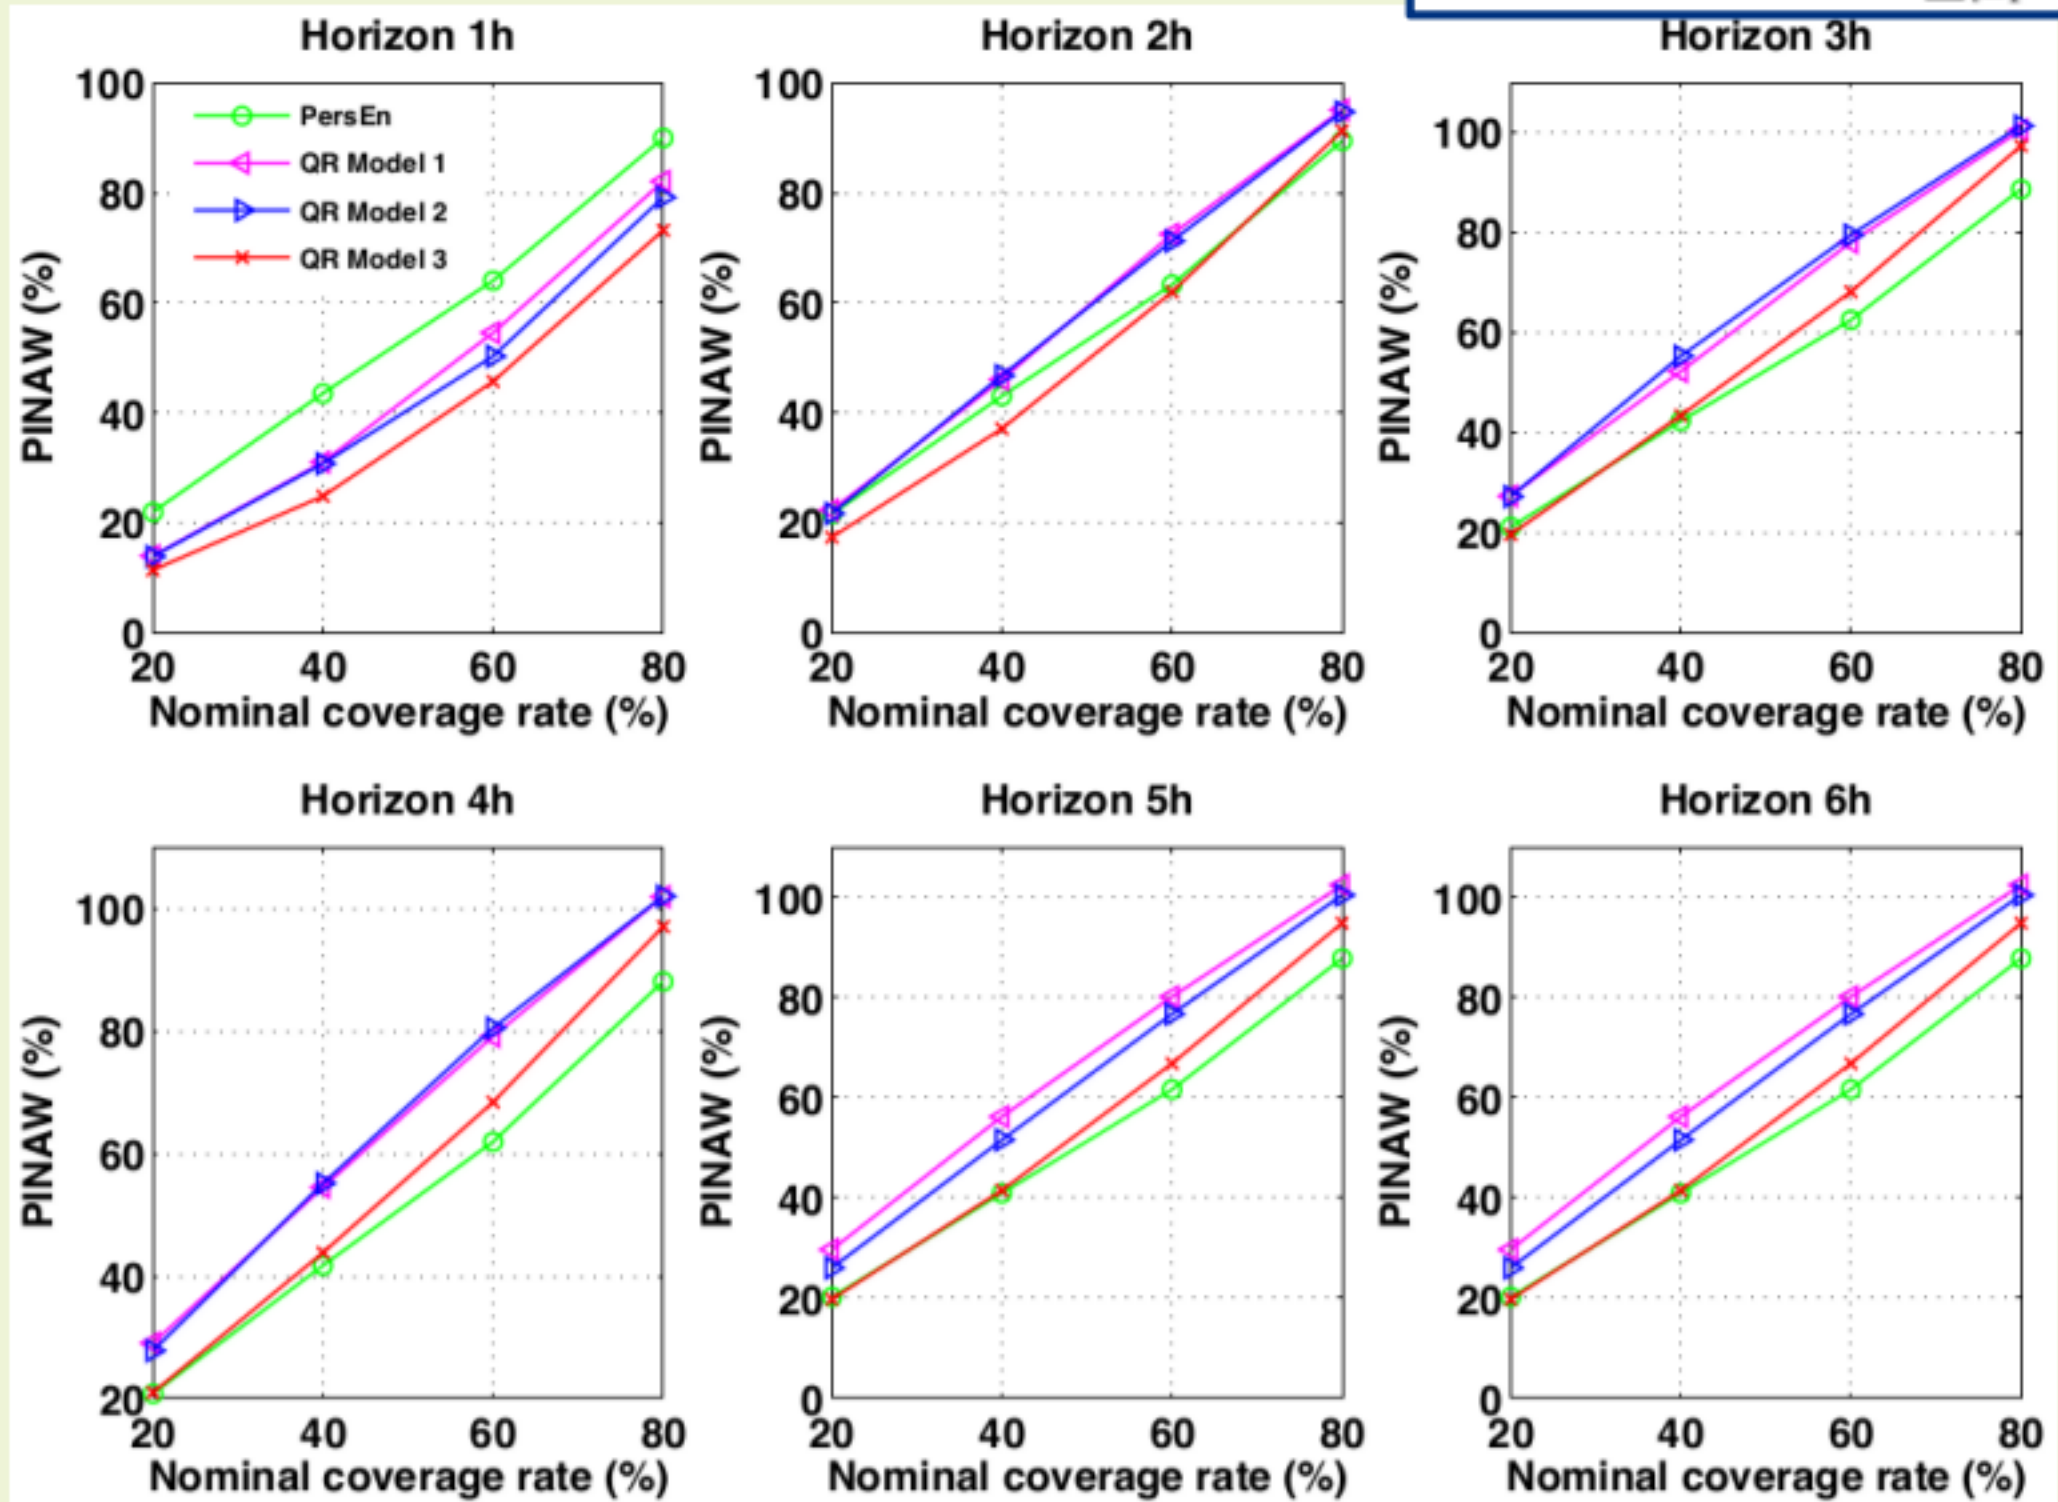 Horizon 1h
Horizon 2h
Horizon 3h
PINAW (%)
100
80
60
40
20
0
PersEn
QR Model 1
QR Model 2
QR Model 3
20 40 60 80
Nominal coverage rate (%)
PINAW (%)
100
80
60
40
20
0
20 40 60 80
Nominal coverage rate (%)
PINAW (%)
100
80
60
40
20
0
20 40 60 80
Nominal coverage rate (%)
Horizon 4h
Horizon 5h
Horizon 6h
PINAW (%)
100
80
60
40
20
20 40 60 80
Nominal coverage rate (%)
PINAW (%)
100
80
60
40
20
0
20 40 60 80
Nominal coverage rate (%)
PINAW (%)
100
80
60
40
20
0
20 40 60 80
Nominal coverage rate (%)